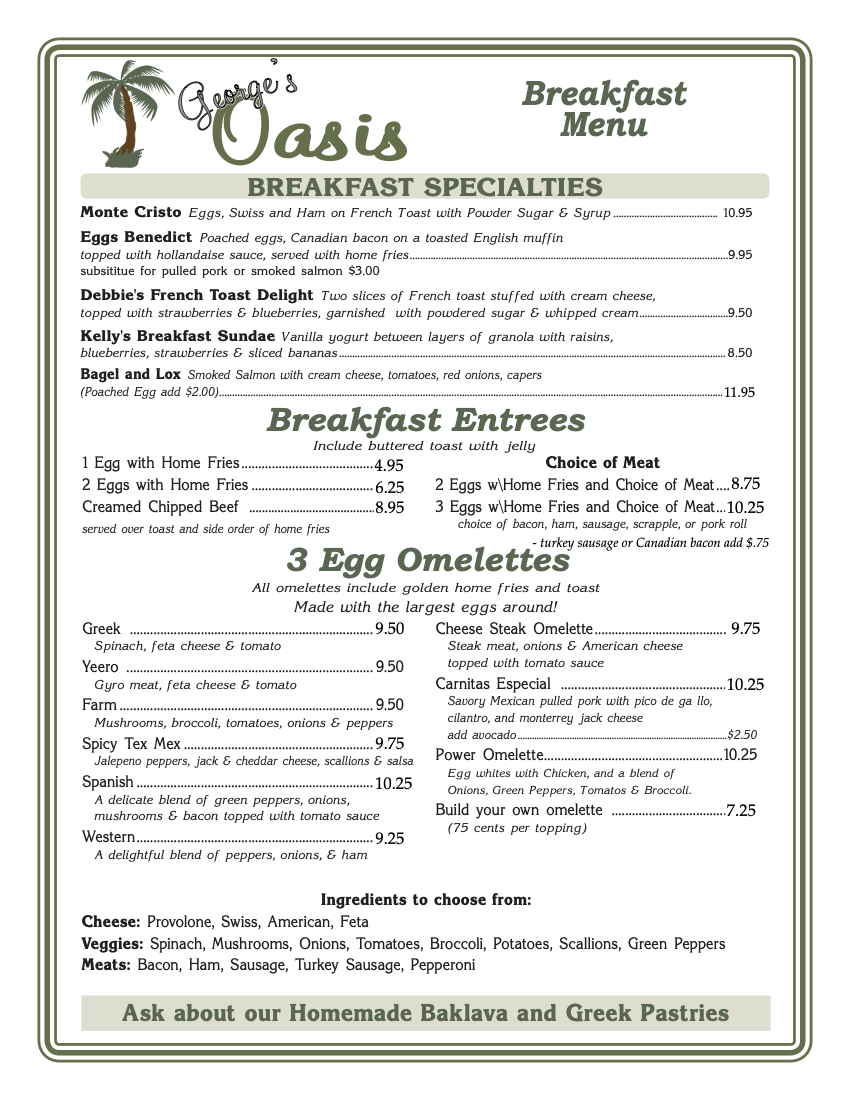 George's
Oasis
Breakfast
Menu
BREAKFAST SPECIALTIES
Monte Cristo Eggs, Swiss and Ham on French Toast with Powder Sugar & Syrup 10.95
Eggs Benedict Poached eggs, Canadian bacon on a toasted English muffin
topped with hollandaise sauce, served with home fries 9.95
subsititue for pulled pork or smoked salmon $3.00
Debbie's French Toast Delight Two slices of French toast stuffed with cream cheese,
topped with strawberries & blueberries, garnished with powdered sugar & whipped cream 9.50
Kelly's Breakfast Sundae Vanilla yogurt between layers of granola with raisins,
blueberries, strawberries & sliced bananas 8.50
Bagel and Lox Smoked Salmon with cream cheese, tomatoes, red onions, capers
(Poached Egg add $2.00) 11.95
Breakfast Entrees
Include buttered toast with jelly
1 Egg with Home Fries 4.95
2 Eggs with Home Fries 6.25
Creamed Chipped Beef 8.95
served over toast and side order of home fries
Choice of Meat
2 Eggs w\Home Fries and Choice of Meat 8.75
3 Eggs w\Home Fries and Choice of Meat 10.25
choice of bacon, ham, sausage, scrapple, or pork roll
- turkey sausage or Canadian bacon add $.75
3 Egg Omelettes
All omelettes include golden home fries and toast
Made with the largest eggs around!
Greek 9.50
Spinach, feta cheese & tomato
Yeero 9.50
Gyro meat, feta cheese & tomato
Farm 9.50
Mushrooms, broccoli, tomatoes, onions & peppers
Spicy Tex Mex 9.75
Jalepeno peppers, jack & cheddar cheese, scallions & salsa
Spanish 10.25
A delicate blend of green peppers, onions,
mushrooms & bacon topped with tomato sauce
Western 9.25
A delightful blend of peppers, onions, & ham
Cheese Steak Omelette 9.75
Steak meat, onions & American cheese
topped with tomato sauce
Carnitas Especial 10.25
Savory Mexican pulled pork with pico de ga llo,
cilantro, and monterrey jack cheese
add avocado $2.50
Power Omelette 10.25
Egg whites with Chicken, and a blend of
Onions, Green Peppers, Tomatos & Broccoli.
Build your own omelette 7.25
(75 cents per topping)
Ingredients to choose from:
Cheese: Provolone, Swiss, American, Feta
Veggies: Spinach, Mushrooms, Onions, Tomatoes, Broccoli, Potatoes, Scallions, Green Peppers
Meats: Bacon, Ham, Sausage, Turkey Sausage, Pepperoni
Ask about our Homemade Baklava and Greek Pastries